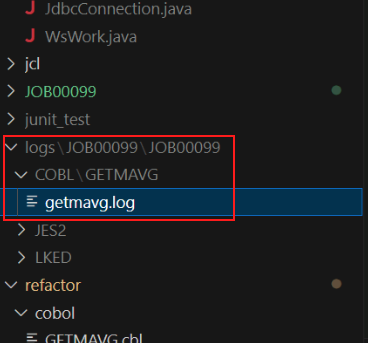 J JdbcConnection.java
J WsWork.java
jcl
JOB00099
junit_test
logs\JOB00099\JOB00099
COBL\GETMAVG
getmavg.log
JES2
LKED
refactor
cobol
GETMAVG.cbl